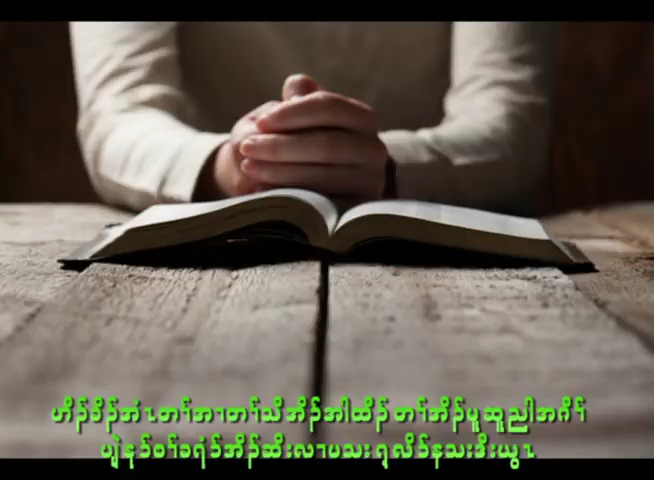 ဟီၣ်ဒိၣ်အံၤတၢ်အၢတၢ်သီအိၣ်အါထိၣ် တၢ်အိၣ်မူဆူညါအဂီၢ်
ပျဲနုာ်စၢ်ခရံာ်အိၣ်ဆိးလၢပသး ရ့လိာ်နသးဒီးယွၤ